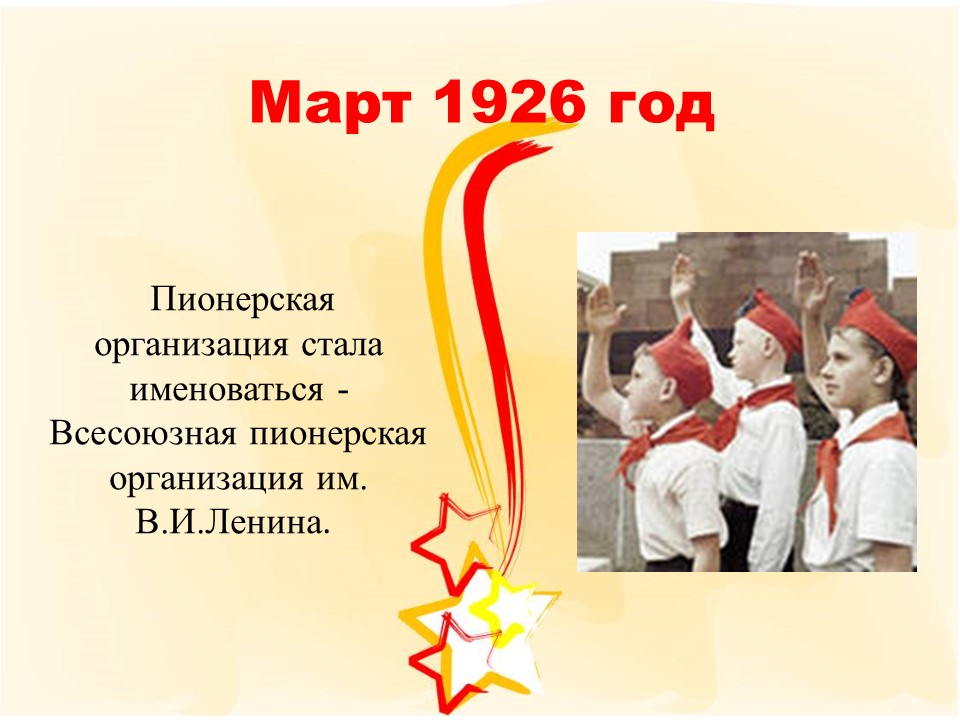 Март 1926 год
Пионерская
организация стала
именоваться -
Всесоюзная пионерская
организация им.
В.И.Ленина.